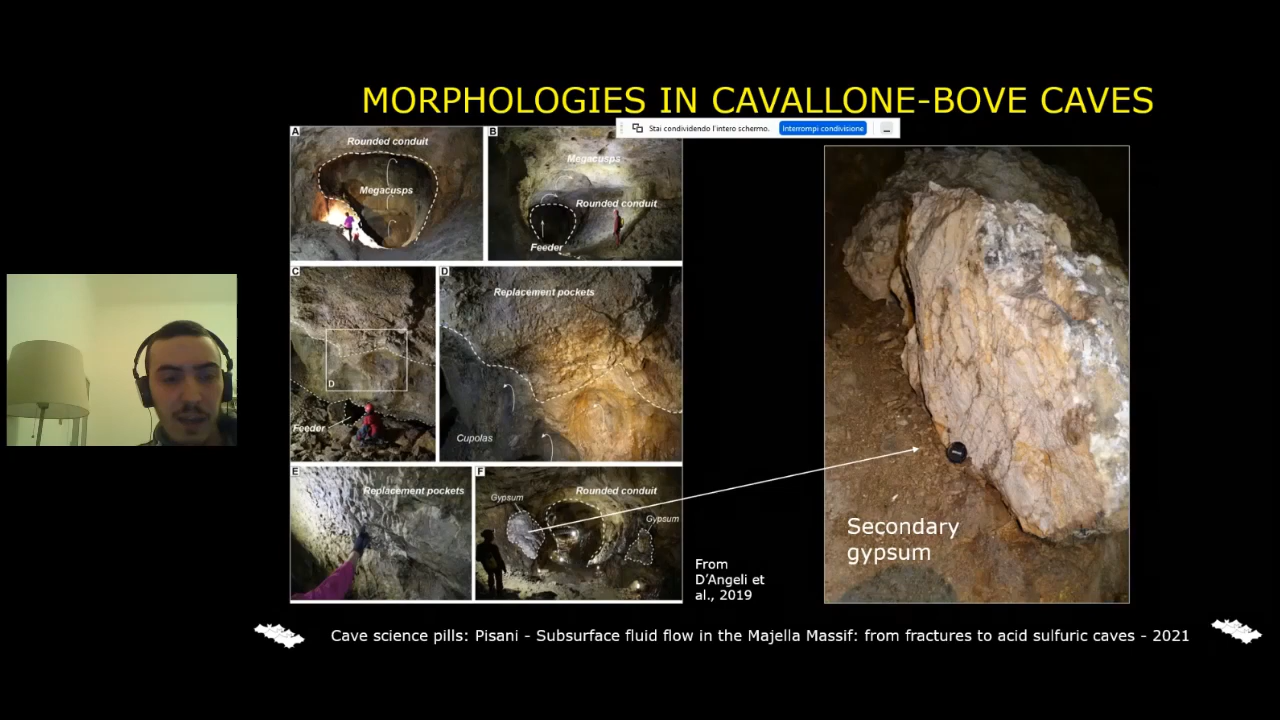 MORPHOLOGIES IN CAVALLONE-BOVE CAVES
Stai condividendo l'intero schermo. Interrompi condivisione
A
Rounded conduit
Megacusps
B
Megacusps
Rounded conduit
Feeder
C
D
Feeder
D
Replacement pockets
Cupolas
E
Replacement pockets
F
Gypsum
Rounded conduit
Gypsum
From
D'Angeli et
al., 2019
Secondary
gypsum
Cave science pills: Pisani - Subsurface fluid flow in the Majella Massif: from fractures to acid sulfuric caves - 2021